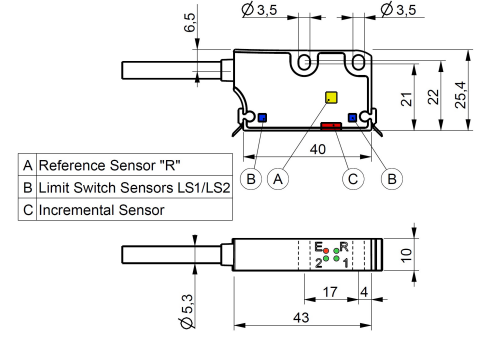 Ø 3,5
Ø 3,5
6,5
21
22
25,4
40
B
A
C
B
A Reference Sensor "R"
B Limit Switch Sensors LS1/LS2
C Incremental Sensor
E R
2 1
10
Ø 5,3
17
4
43